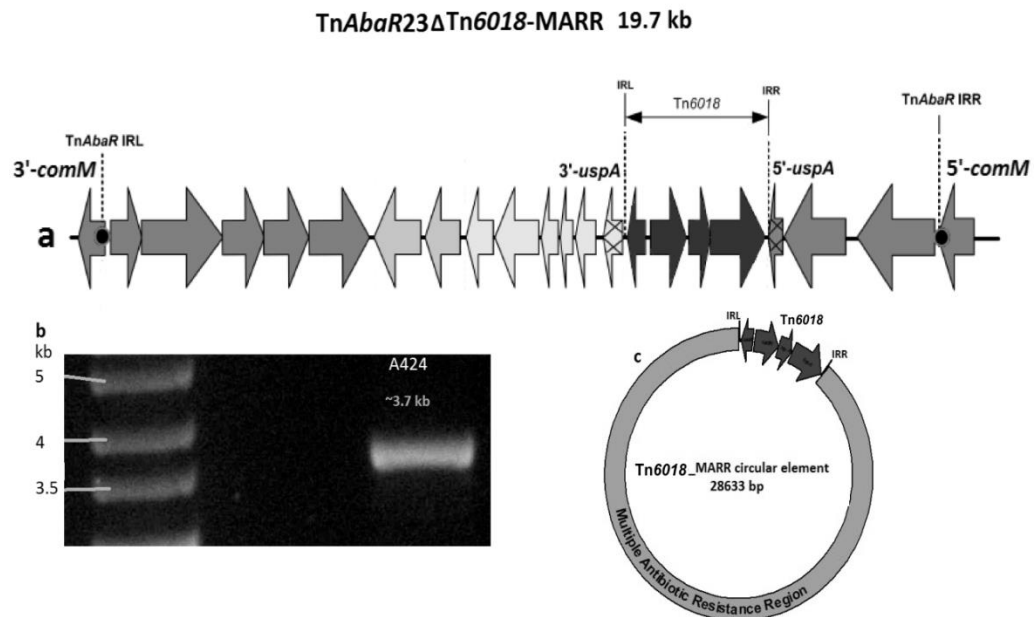 TnAbaR23ΔTn6018-MARR 19.7 kb
IRL
IRR
Tn6018
TnAbaR IRL
TnAbaR IRR
3'-comM
3'-uspA
5'-uspA
5'-comM
a
b
kb
5
4
3.5
A424
~3.7 kb
c
IRL
Tn6018
IRR
Tn6018_MARR circular element
28633 bp
Multiple Antibiotic Resistance Region